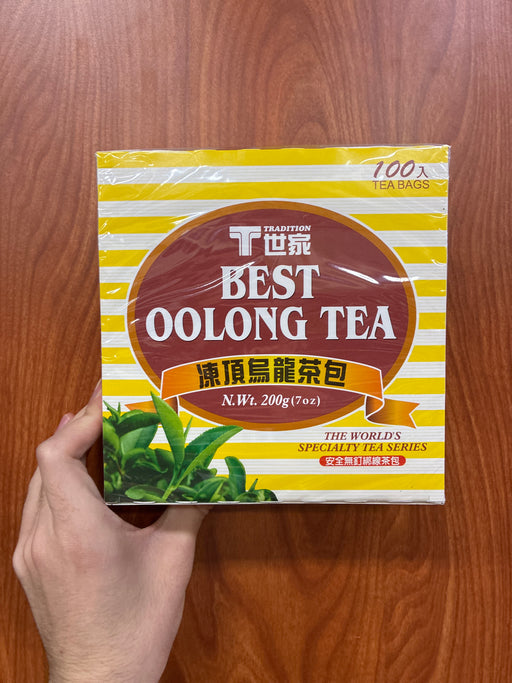 100入
TEA BAGS
T TRADITION
世家
BEST
OOLONG TEA
凍頂烏龍茶包
N.Wt. 200g (7oz)
THE WORLD'S
SPECIALTY TEA SERIES
安全無釘綁線茶包